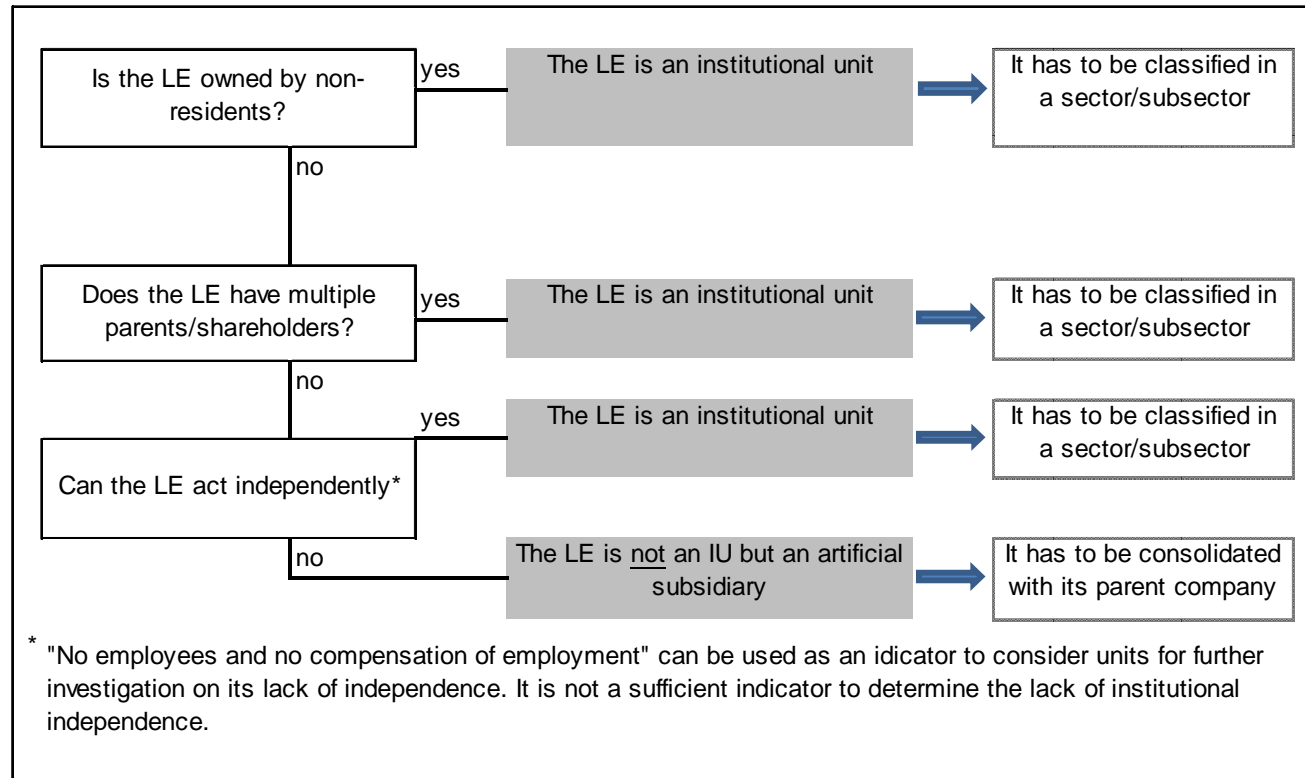 Is the LE owned by non-
residents?
yes
The LE is an institutional unit
It has to be classified in
a sector/subsector
no
Does the LE have multiple
parents/shareholders?
yes
The LE is an institutional unit
It has to be classified in
a sector/subsector
no
yes
The LE is an institutional unit
It has to be classified in
a sector/subsector
Can the LE act independently*
no
The LE is not an IU but an artificial
subsidiary
It has to be consolidated
with its parent company
* "No employees and no compensation of employment" can be used as an idicator to consider units for further
investigation on its lack of independence. It is not a sufficient indicator to determine the lack of institutional
independence.